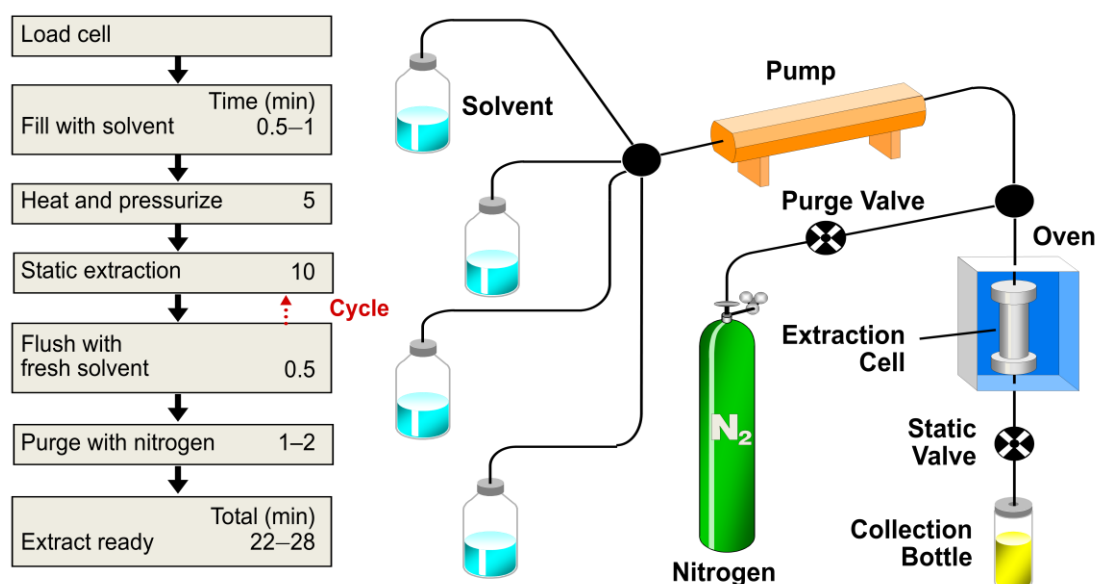 Load cell
Time (min)
Fill with solvent 0.5–1
Heat and pressurize 5
Static extraction 10
Cycle
Flush with
fresh solvent 0.5
Purge with nitrogen 1–2
Total (min)
Extract ready 22–28
Solvent
Pump
Purge Valve
Oven
Extraction
Cell
N2
Static
Valve
Collection
Bottle
Nitrogen